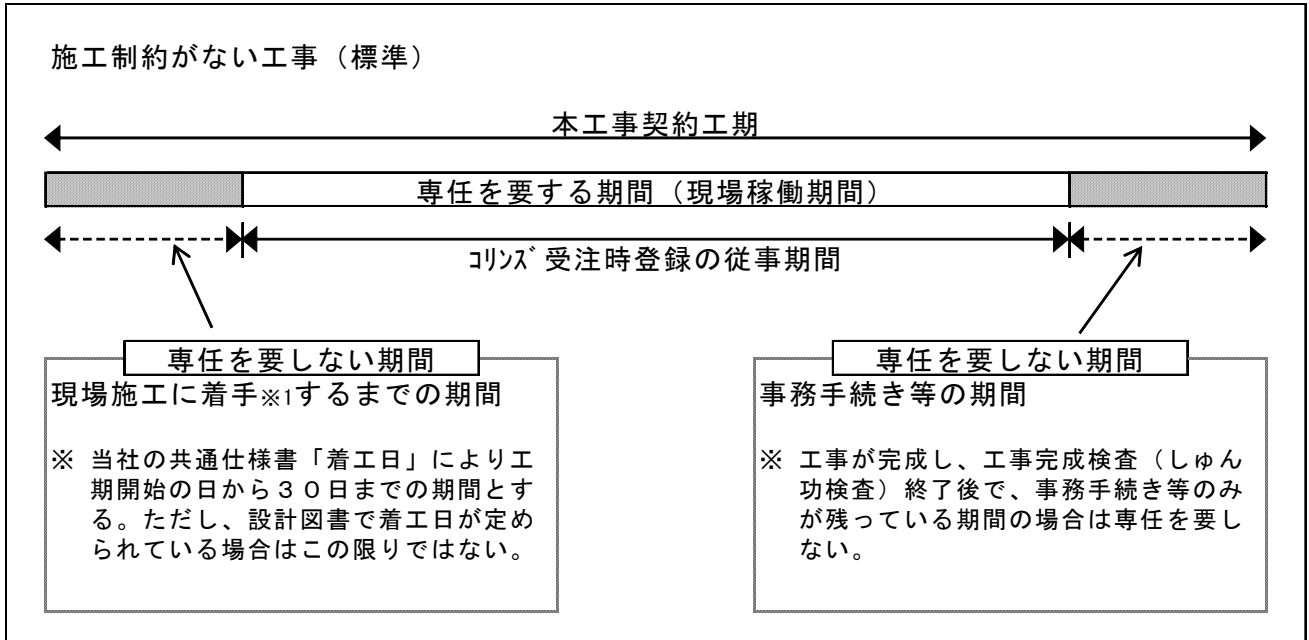 施工制約がない工事（標準）
本工事契約工期
専任を要する期間（現場稼働期間）
ｺﾘﾝｽﾞ受注時登録の従事期間
専任を要しない期間
現場施工に着手※1するまでの期間
※ 当社の共通仕様書「着工日」により工
期開始の日から３０日までの期間とす
る。ただし、設計図書で着工日が定め
られている場合はこの限りではない。
専任を要しない期間
事務手続き等の期間
※ 工事が完成し、工事完成検査（しゅん
功検査）終了後で、事務手続き等のみ
が残っている期間の場合は専任を要し
ない。